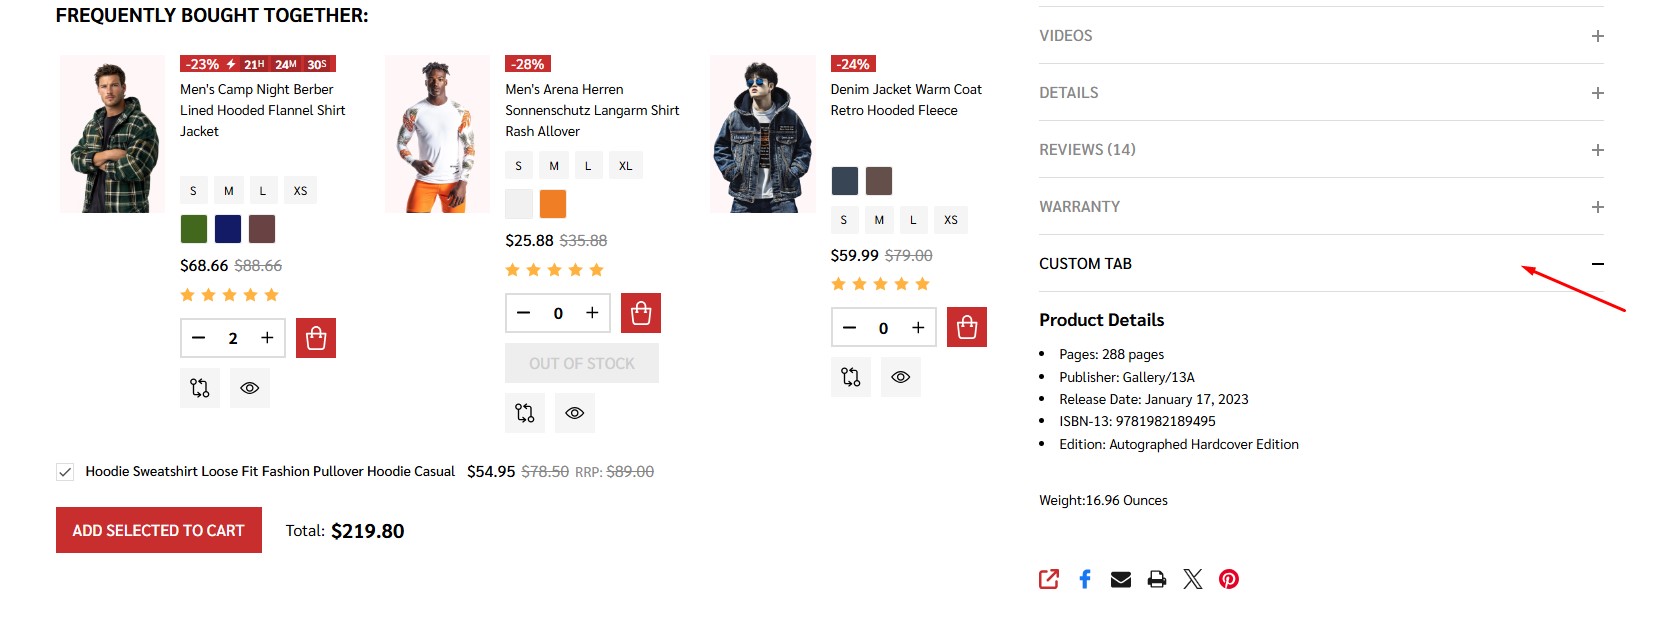 FREQUENTLY BOUGHT TOGETHER:
-23% 21H 24M 30S
Men's Camp Night Berber
Lined Hooded Flannel Shirt
Jacket
S M L XS
$68.66 $88.66
2
-28%
Men's Arena Herren
Sonnenschutz Langarm Shirt
Rash Allover
S M L XL
$25.88 $35.88
0
OUT OF STOCK
-24%
Denim Jacket Warm Coat
Retro Hooded Fleece
S M L XS
$59.99 $79.00
0
Hoodie Sweatshirt Loose Fit Fashion Pullover Hoodie Casual $54.95 $78.50 RRP: $89.00
ADD SELECTED TO CART Total: $219.80
VIDEOS
DETAILS
REVIEWS (14)
WARRANTY
CUSTOM TAB
Product Details
• Pages: 288 pages
• Publisher: Gallery/13A
• Release Date: January 17, 2023
• ISBN-13: 9781982189495
• Edition: Autographed Hardcover Edition
Weight:16.96 Ounces